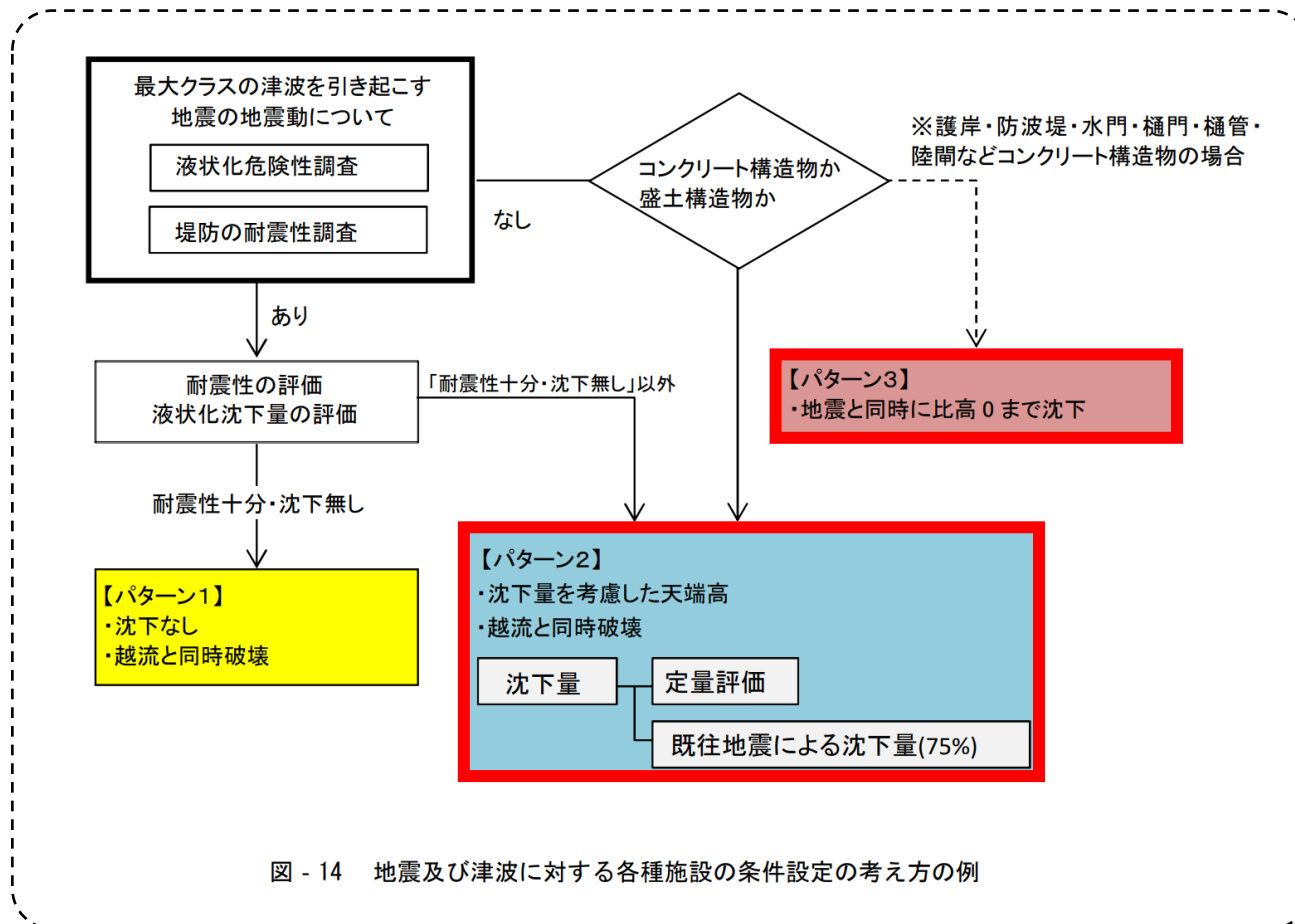 最大クラスの津波を引き起こす
地震の地震動について
液状化危険性調査
堤防の耐震性調査
なし
コンクリート構造物か
盛土構造物か
※護岸・防波堤・水門・樋門・樋管・
陸閘などコンクリート構造物の場合
あり
耐震性の評価
液状化沈下量の評価
「耐震性十分・沈下無し」以外
【パターン3】
・地震と同時に比高0まで沈下
耐震性十分・沈下無し
【パターン1】
・沈下なし
・越流と同時破壊
【パターン2】
・沈下量を考慮した天端高
・越流と同時破壊
沈下量
定量評価
既往地震による沈下量(75%)
図 - 14 地震及び津波に対する各種施設の条件設定の考え方の例